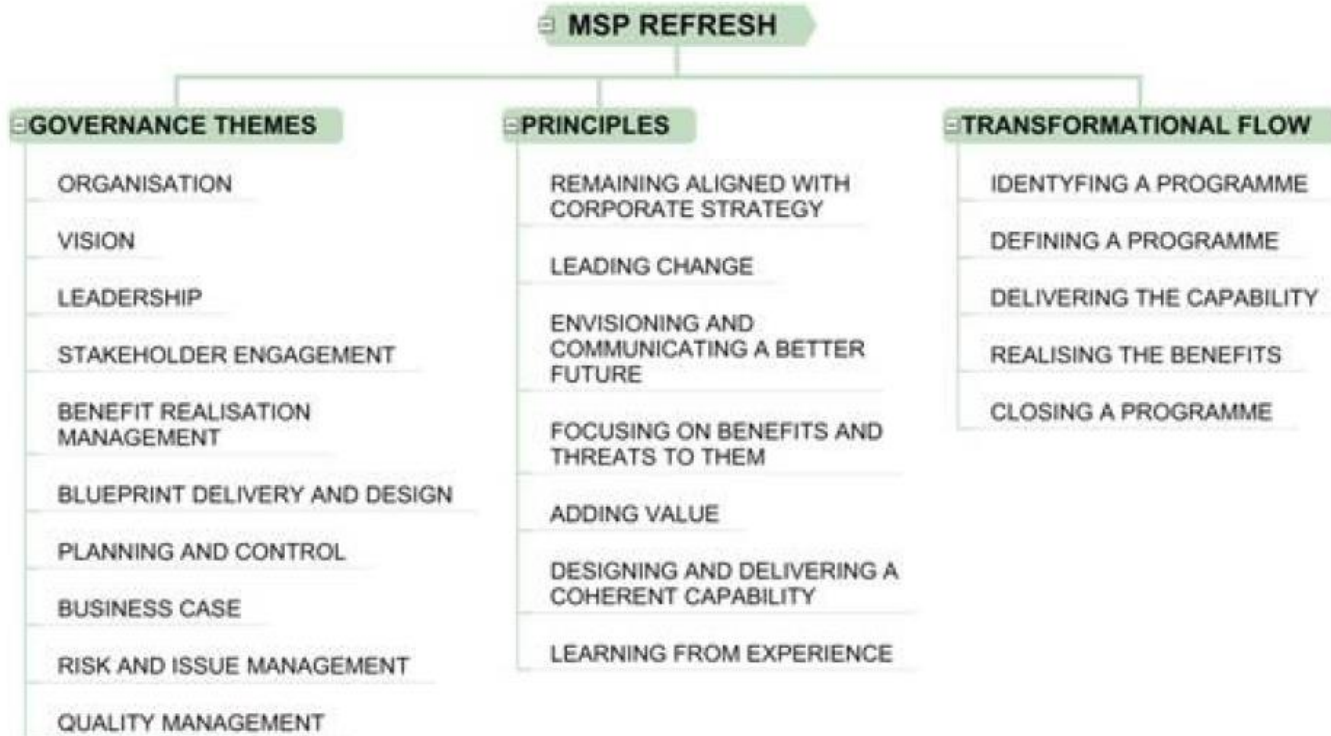 MSP REFRESH
GOVERNANCE THEMES
ORGANISATION
VISION
LEADERSHIP
STAKEHOLDER ENGAGEMENT
BENEFIT REALISATION
MANAGEMENT
BLUEPRINT DELIVERY AND DESIGN
PLANNING AND CONTROL
BUSINESS CASE
RISK AND ISSUE MANAGEMENT
QUALITY MANAGEMENT
PRINCIPLES
REMAINING ALIGNED WITH
CORPORATE STRATEGY
LEADING CHANGE
ENVISIONING AND
COMMUNICATING A BETTER
FUTURE
FOCUSING ON BENEFITS AND
THREATS TO THEM
ADDING VALUE
DESIGNING AND DELIVERING A
COHERENT CAPABILITY
LEARNING FROM EXPERIENCE
TRANSFORMATIONAL FLOW
IDENTYFING A PROGRAMME
DEFINING A PROGRAMME
DELIVERING THE CAPABILITY
REALISING THE BENEFITS
CLOSING A PROGRAMME